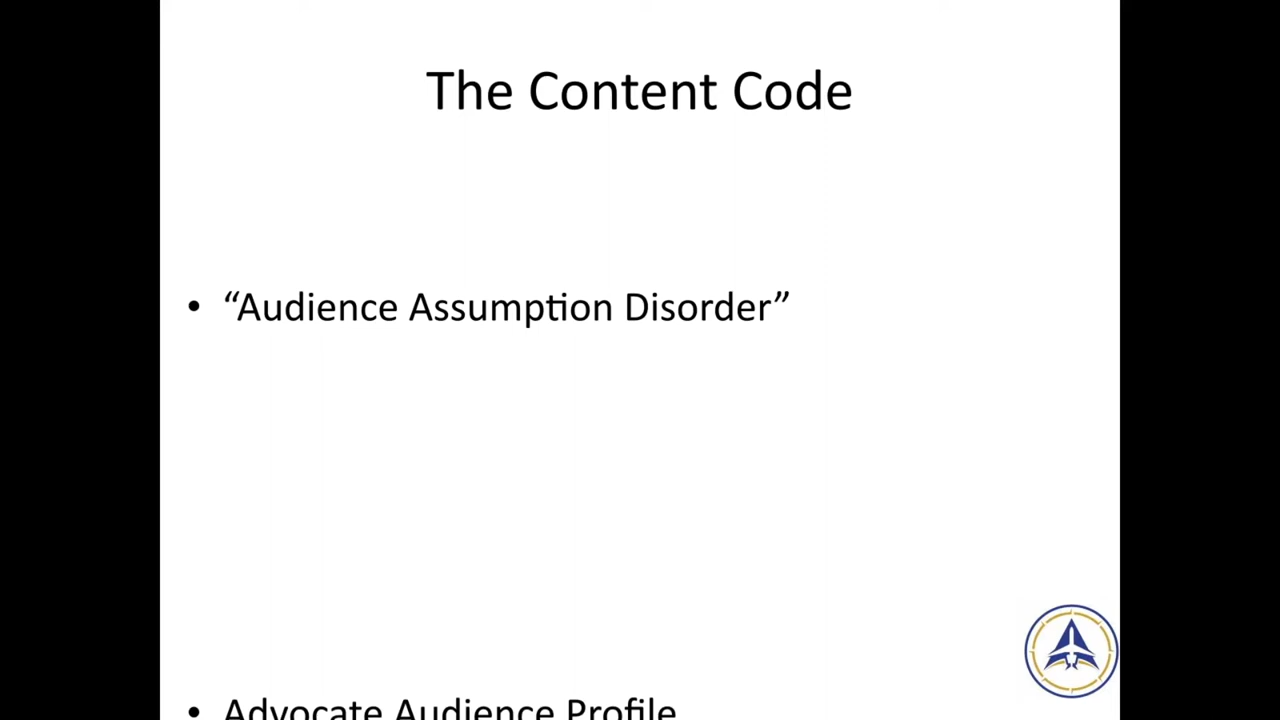 The Content Code
• “Audience Assumption Disorder”
• Advocate Audience Profile